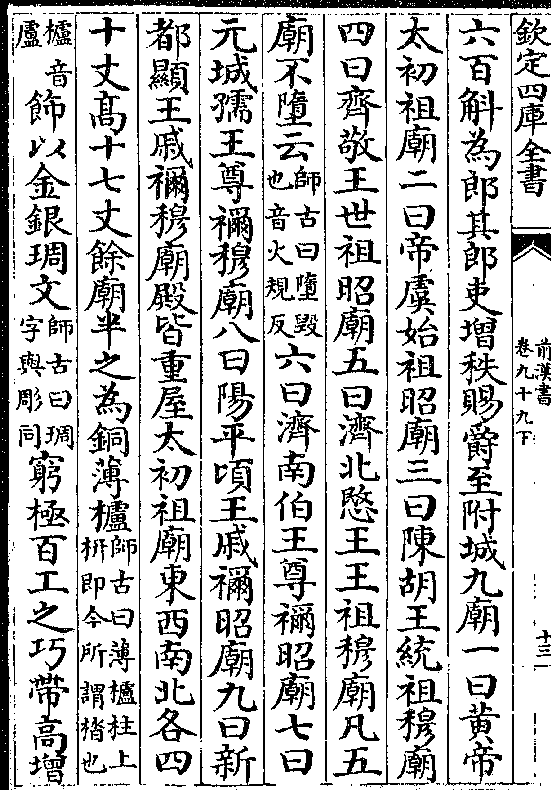 欽定四庫全書
前漢書
卷九十九下
十三
六百斛為郎其郎吏增秩賜爵至附城九廟一曰黃帝
太初祖廟二曰帝虞始祖昭廟三曰陳胡王統祖穆廟
四曰齊敬王世祖昭廟五曰濟北愍王王祖穆廟凡五
廟不墮云師古曰墮毀也音火規反六曰濟南伯王尊禰昭廟七曰
元城孺王尊禰穆廟八曰陽平頃王戚禰昭廟九曰新
都顯王戚禰穆廟殿皆重屋太初祖廟東西南北各四
十丈高十七丈餘廟半之為銅薄櫨師古曰薄櫨柱上枡即今所謂楷也
櫨音盧飾以金銀琱文師古曰琱字與彫同窮極百工之巧帶高增